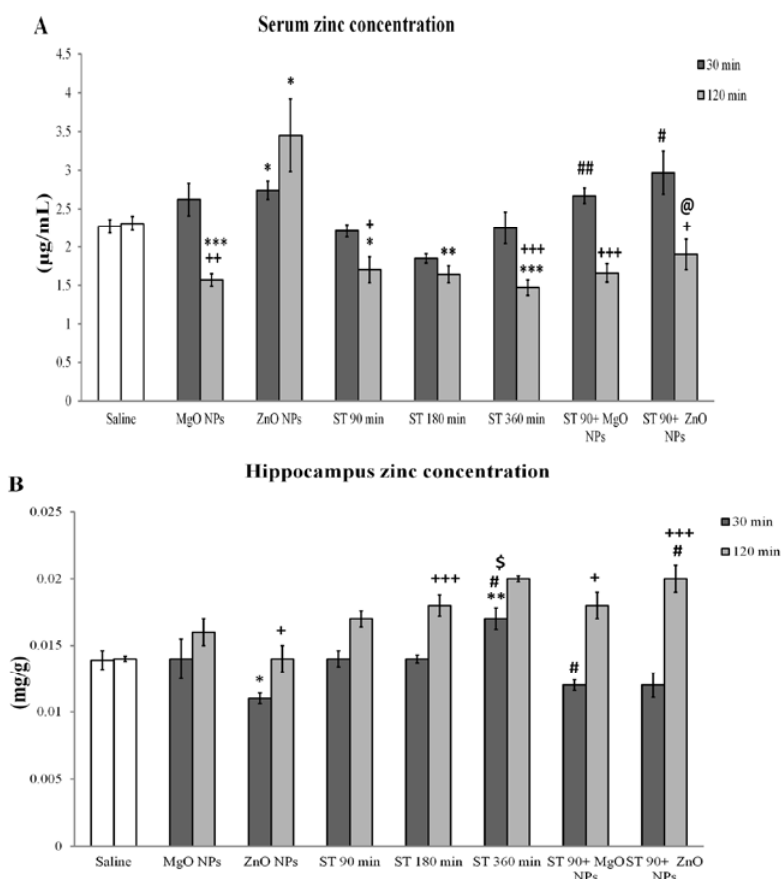 A
Serum zinc concentration
4.5
4
3.5
3
2.5
2
1.5
1
0.5
0
(µg/mL)
30 min
120 min
***
++
*
*
+
*
**
+++
***
##
+++
#
@
+
Saline
MgO NPs
ZnO NPs
ST 90 min
ST 180 min
ST 360 min
ST 90+ MgO
NPs
ST 90+ ZnO
NPs
B
Hippocampus zinc concentration
0.025
0.02
0.015
0.01
0.005
0
(mg/g)
30 min
120 min
*
+
+++
$
#
**
#
+
+++
#
Saline
MgO NPs
ZnO NPs
ST 90 min
ST 180 min
ST 360 min
ST 90+ MgO
NPs
ST 90+ ZnO
NPs